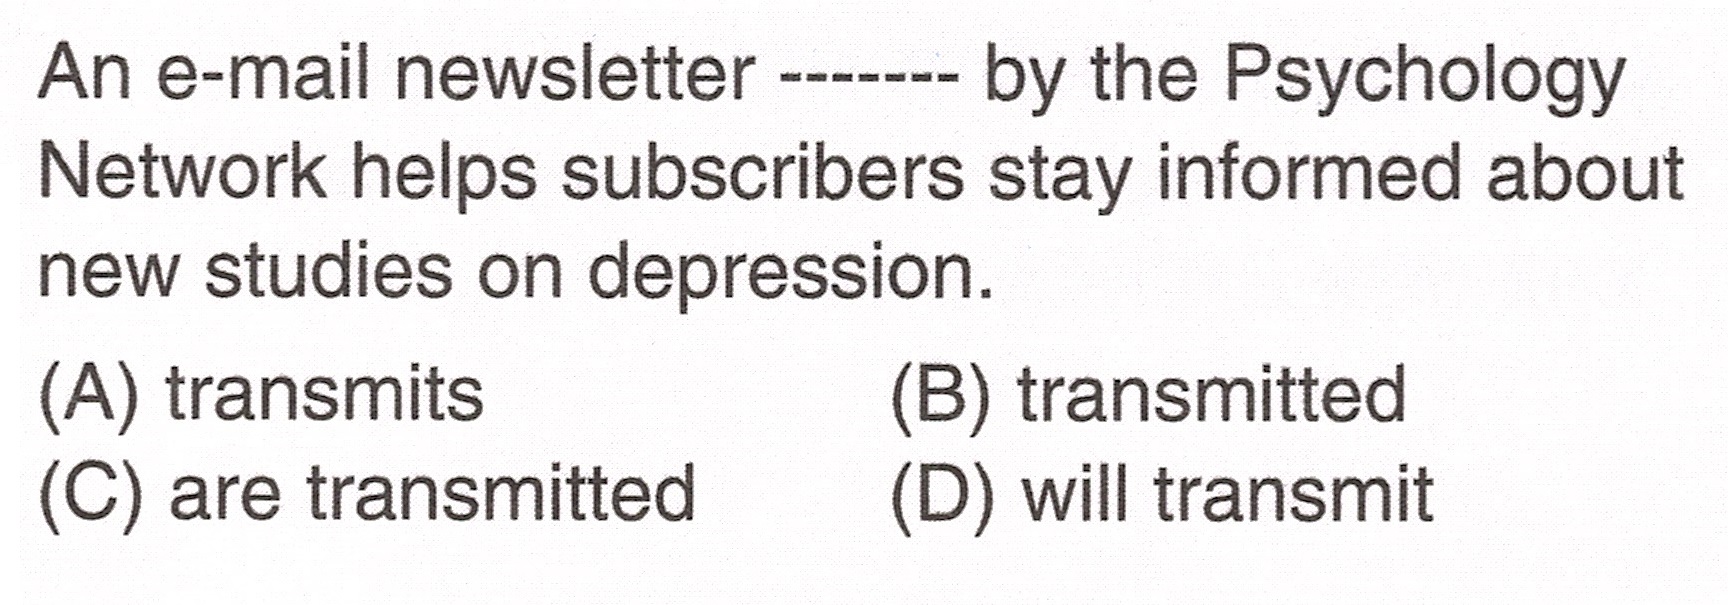 An e-mail newsletter ------- by the Psychology
Network helps subscribers stay informed about
new studies on depression.
(A) transmits (B) transmitted
(C) are transmitted (D) will transmit